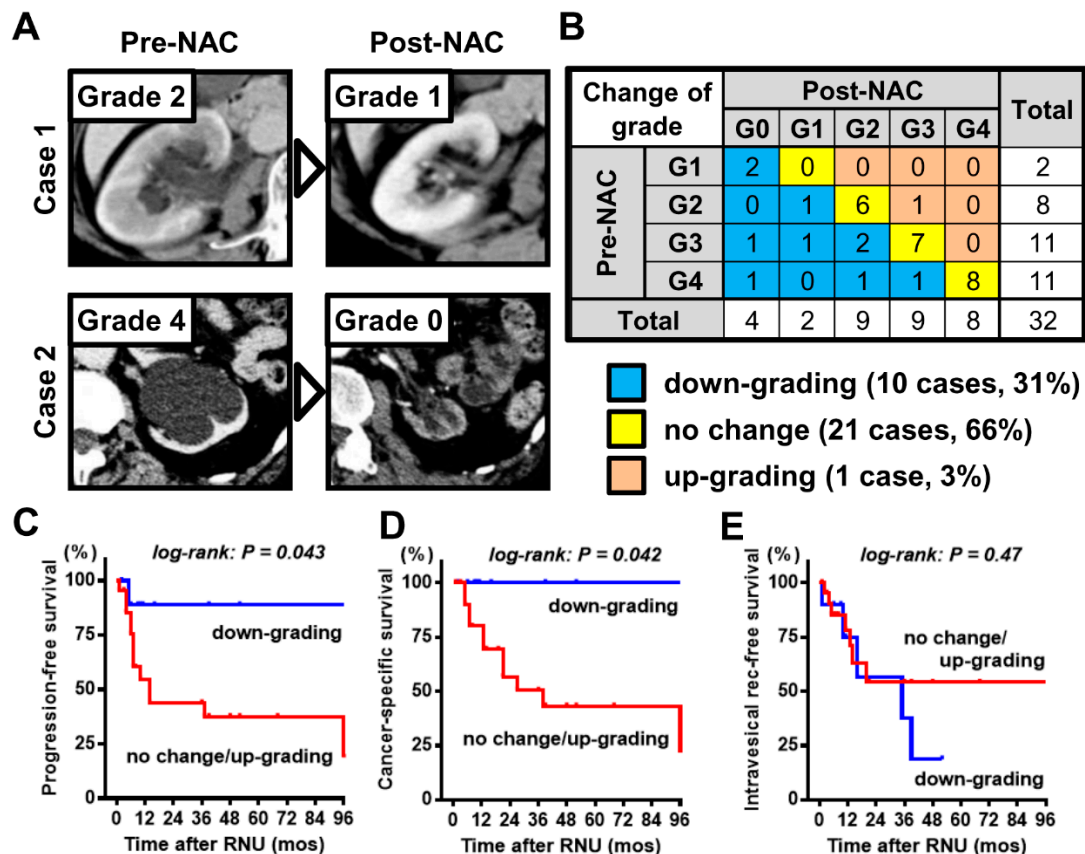 A
Pre-NAC
Post-NAC
Case 1
Grade 2
Grade 1
Case 2
Grade 4
Grade 0
B
Change of grade
Post-NAC
Total
G0 G1 G2 G3 G4
Pre-NAC
G1 2 0 0 0 0 2
G2 0 1 6 1 0 8
G3 1 1 2 7 0 11
G4 1 0 1 1 8 11
Total 4 2 9 9 8 32
down-grading (10 cases, 31%)
no change (21 cases, 66%)
up-grading (1 case, 3%)
C
(%)
log-rank: P = 0.043
Progression-free survival
100
75
50
25
0
down-grading
no change/up-grading
0 12 24 36 48 60 72 84 96
Time after RNU (mos)
D
(%)
log-rank: P = 0.042
Cancer-specific survival
100
75
50
25
0
down-grading
no change/up-grading
0 12 24 36 48 60 72 84 96
Time after RNU (mos)
E
(%)
log-rank: P = 0.47
Intravesical rec-free survival
100
75
50
25
0
no change/
up-grading
down-grading
0 12 24 36 48 60 72 84 96
Time after RNU (mos)